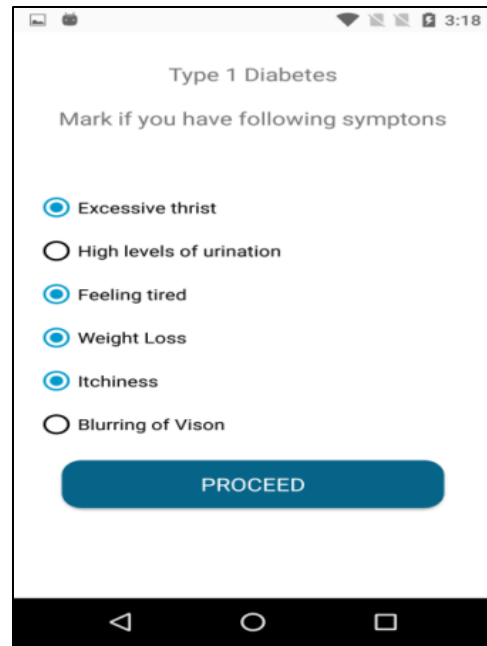 3:18
Type 1 Diabetes
Mark if you have following symptons
Excessive thrist
High levels of urination
Feeling tired
Weight Loss
Itchiness
Blurring of Vison
PROCEED